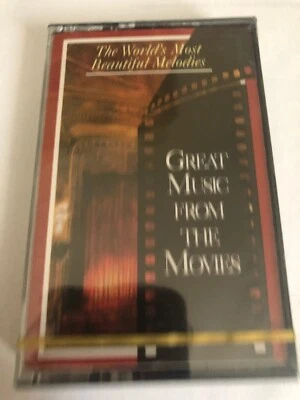 The World's Most
Beautiful Melodies
GREAT
MUSIC
FROM
THE
MOVIES